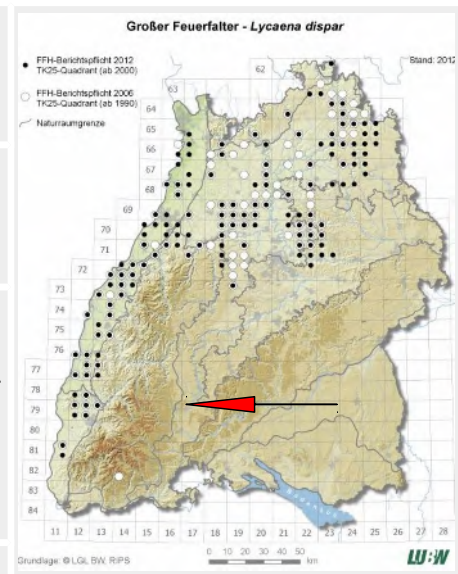 Großer Feuerfalter - Lycaena dispar
FFH-Berichtspflicht 2012
TK25-Quadrant (ab 2000)
FFH-Berichtspflicht 2006
TK25-Quadrant (ab 1990)
Naturraumgrenze
Stand: 2012
62
63
64
65
66
67
68
69
70
71
72
73
74
75
76
77
78
79
80
81
82
83
84
11 12 13 14 15 16 17 18 19 20 21 22 23 24 25 26 27 28
Grundlage: © LGL BW, RIPS
0 10 20 30 40 50
km
LUBW